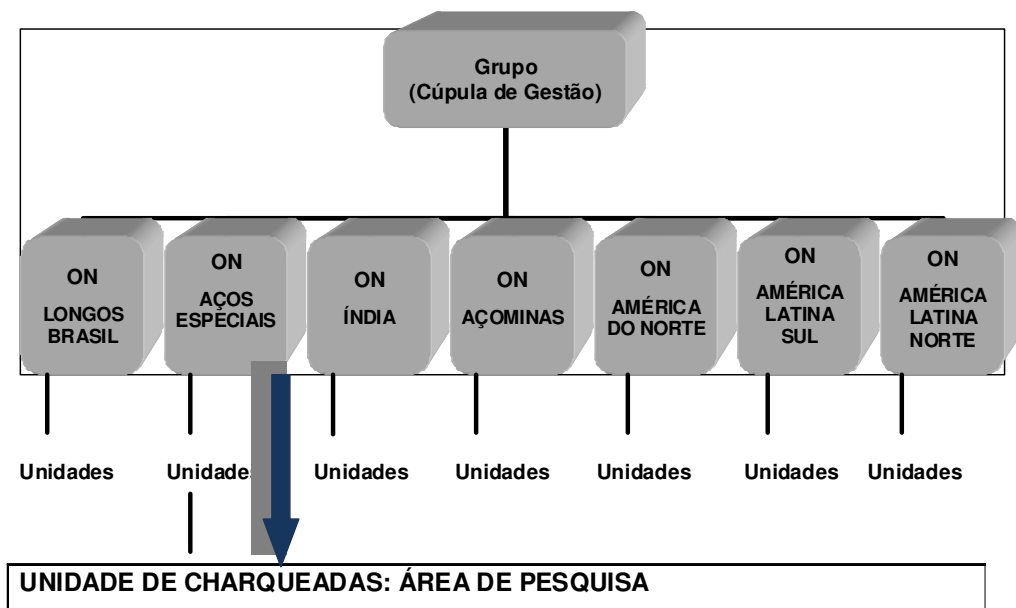 Grupo
(Cúpula de Gestão)
ON
LONGOS
BRASIL
ON
AÇOS
ESPECIAIS
ON
ÍNDIA
ON
AÇOMINAS
ON
AMÉRICA
DO NORTE
ON
AMÉRICA
LATINA
SUL
ON
AMÉRICA
LATINA
NORTE
Unidades
Unidades
Unidades
Unidades
Unidades
Unidades
Unidades
UNIDADE DE CHARQUEADAS: ÁREA DE PESQUISA